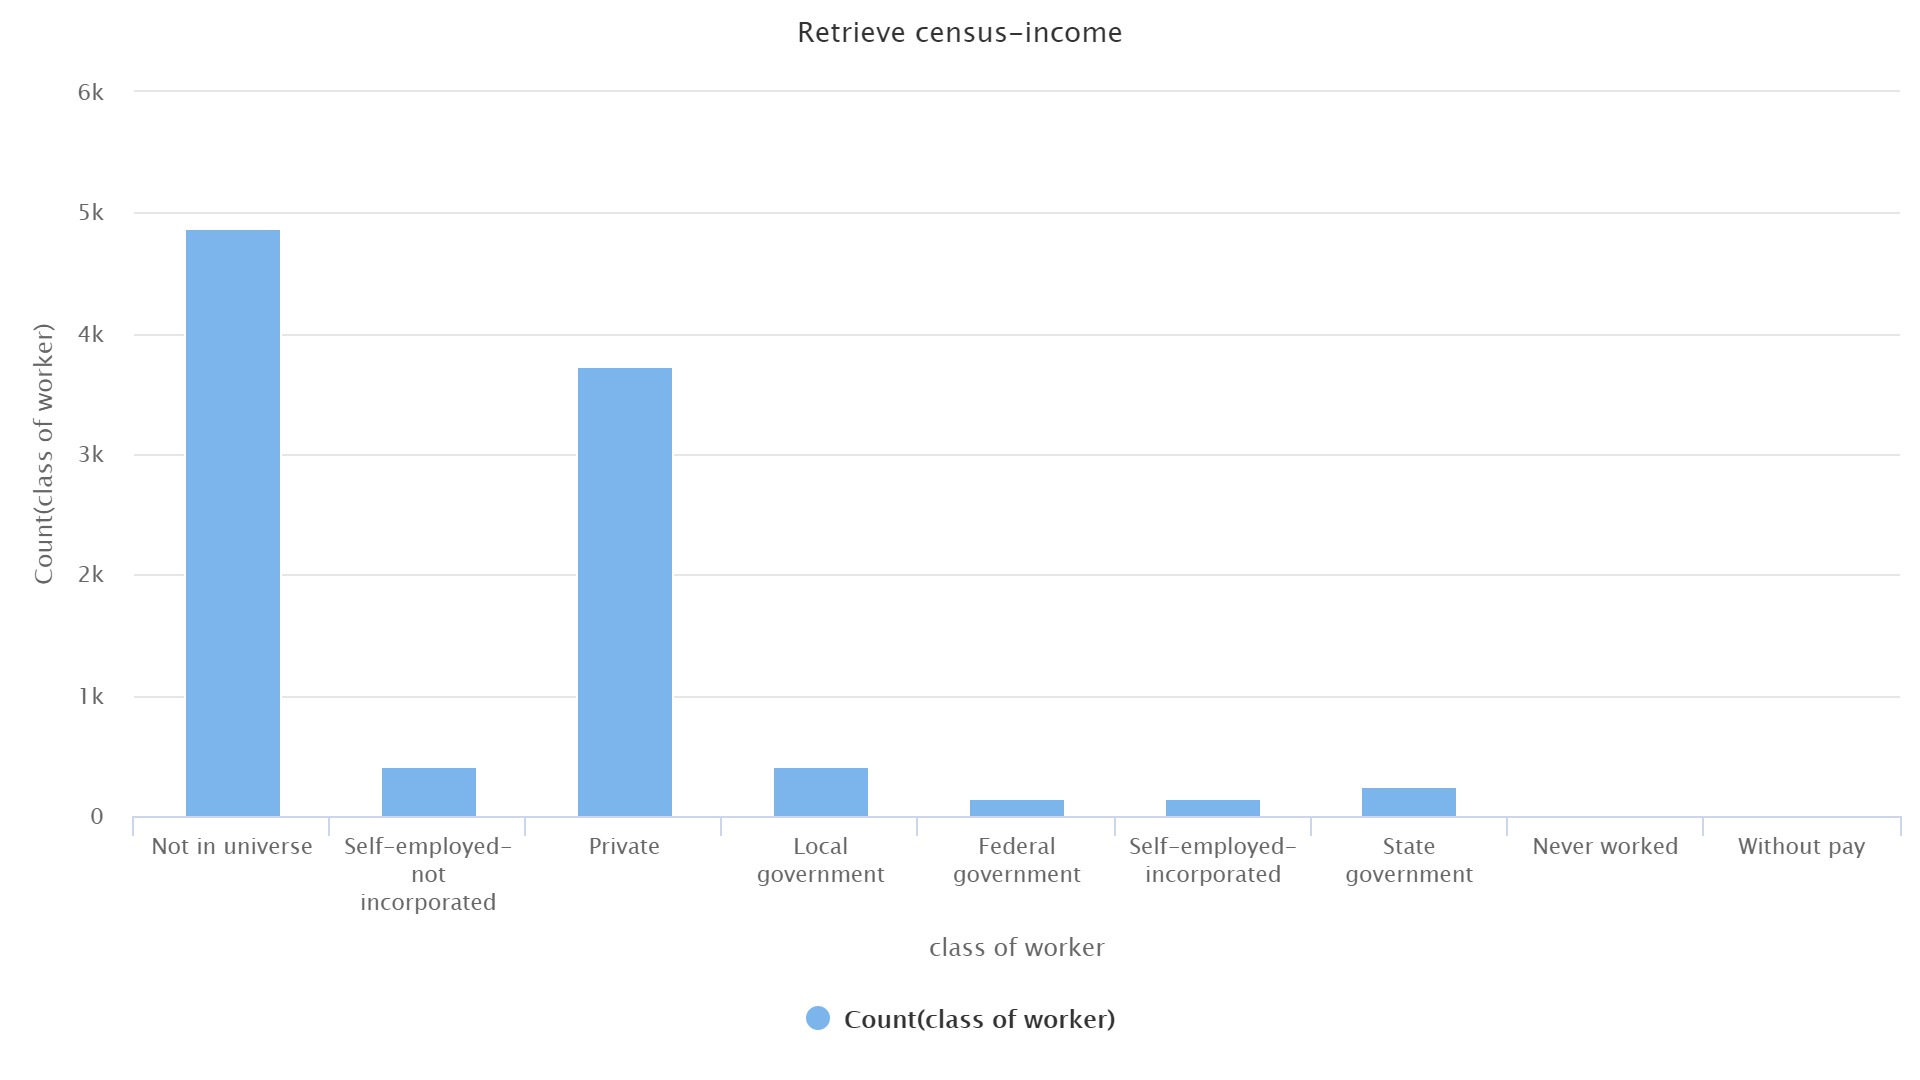 Retrieve census-income
6k
5k
4k
3k
2k
1k
0
Count(class of worker)
Not in universe
Self-employed-
not
incorporated
Private
Local
government
Federal
government
Self-employed-
incorporated
State
government
Never worked
Without pay
class of worker
Count(class of worker)